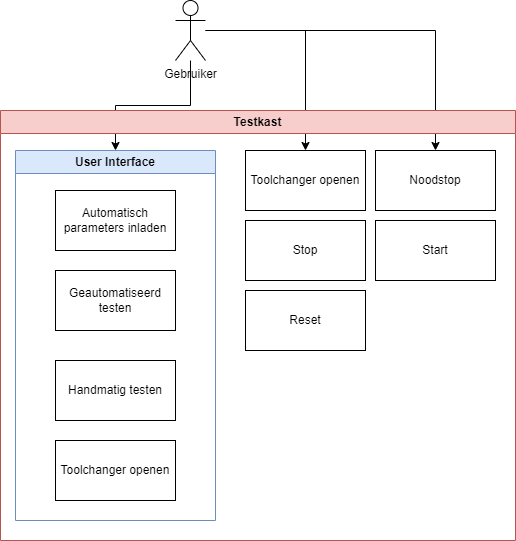 Gebruiker
Testkast
User Interface
Automatisch
parameters inladen
Geautomatiseerd
testen
Handmatig testen
Toolchanger openen
Toolchanger openen
Stop
Reset
Noodstop
Start